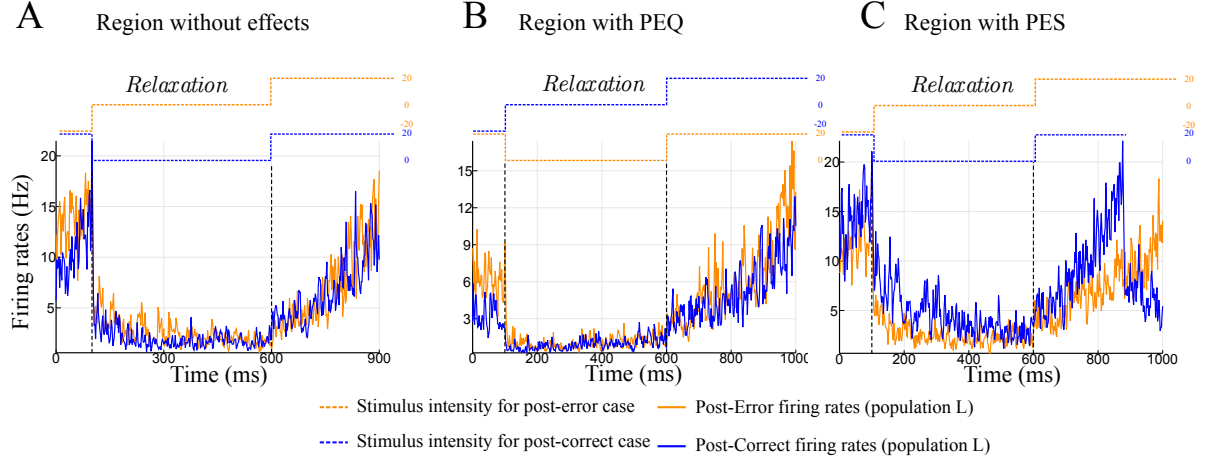 A Region without effects
B Region with PEQ
C Region with PES
Relaxation
20
0
-20
20
0
Relaxation
20
0
-20
20
0
Relaxation
20
0
-20
20
0
Firing rates (Hz)
20
15
10
5
0 300 600 900
Time (ms)
15
12
9
6
3
0 200 400 600 800 1000
Time (ms)
20
15
10
5
0 200 400 600 800 1000
Time (ms)
Stimulus intensity for post-error case
Post-Error firing rates (population L)
Stimulus intensity for post-correct case
Post-Correct firing rates (population L)